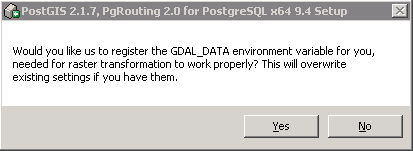 PostGIS 2.1.7, PgRouting 2.0 for PostgreSQL x64 9.4 Setup
Would you like us to register the GDAL_DATA environment variable for you,
needed for raster transformation to work properly? This will overwrite
existing settings if you have them.
Yes
No